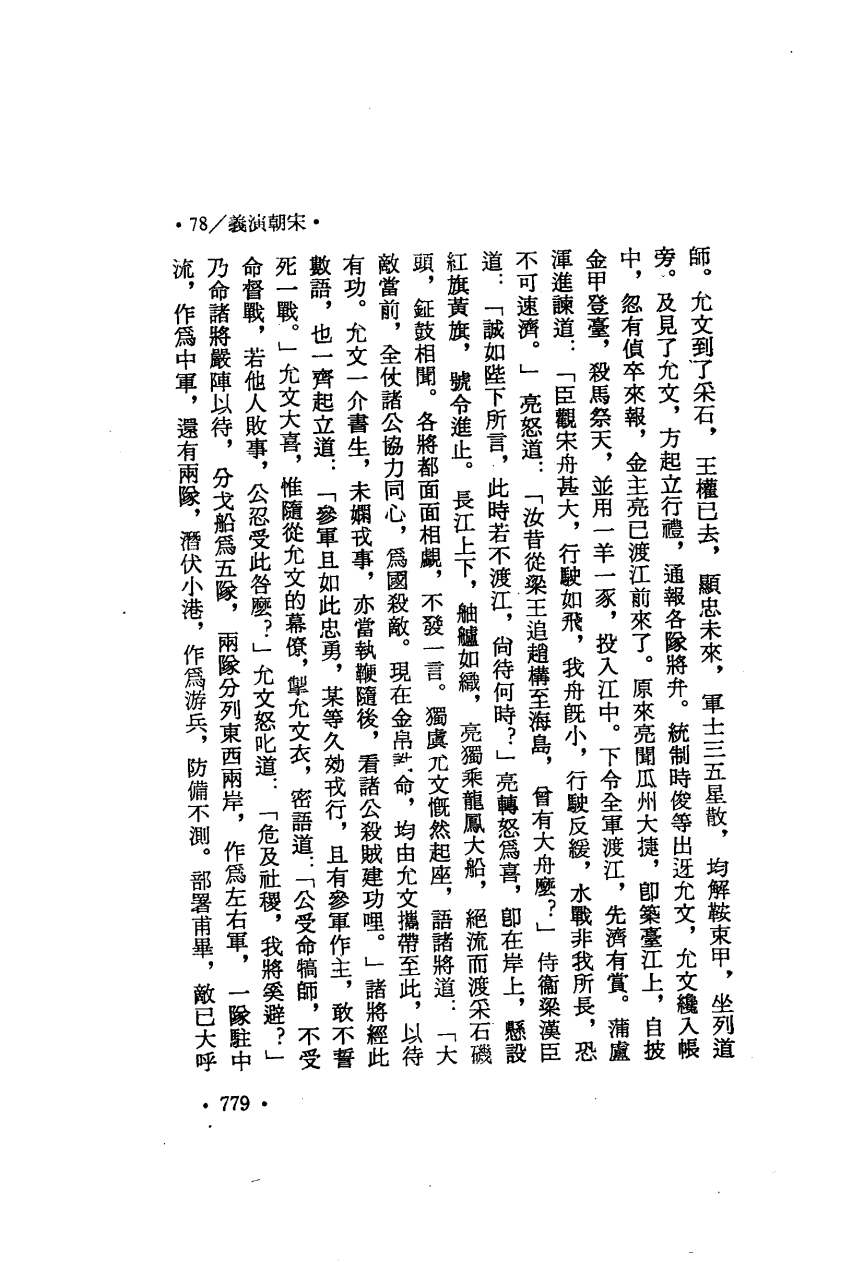 •78／義演朝宋•
師。允文到了采石，王權已去，顯忠未來，軍士三五星散，均解鞍束甲，坐列道
旁。及見了允文，方起立行禮，通報各隊將弁。統制時俊等出迓允文，允文纔入帳
中，忽有偵卒來報，金主亮已渡江前來了。原來亮聞瓜州大捷，卽築臺江上，自披
金甲登臺，殺馬祭天，並用一羊一豕，投入江中。下令全軍渡江，先濟有賞。蒲盧
渾進諫道：「臣觀宋舟甚大，行駛如飛，我舟旣小，行駛反緩，水戰非我所長，恐
不可速濟。」亮怒道：「汝昔從梁王追趙構至海島，曾有大舟麼？」侍衞梁漢臣
道：「誠如陛下所言，此時若不渡江，尙待何時？」亮轉怒爲喜，卽在岸上，懸設
紅旗黃旗，號令進止。長江上下，舳艫如織，亮獨乘龍鳳大船，絕流而渡采石磯
頭，鉦鼓相聞。各將都面面相覷，不發一言。獨虞允文慨然起座，語諸將道：「大
敵當前，全仗諸公協力同心，爲國殺敵。現在金帛誥命，均由允文攜帶至此，以待
有功。允文一介書生，未嫻戎事，亦當執鞭隨後，看諸公殺賊建功哩。」諸將經此
數語，也一齊起立道：「參軍且如此忠勇，某等久効戎行，且有參軍作主，敢不誓
死一戰。」允文大喜，惟隨從允文的幕僚，掣允文衣，密語道：「公受命犒師，不受
命督戰，若他人敗事，公忍受此咎麼？」允文怒叱道：「危及社稷，我將奚避？」
乃命諸將嚴陣以待，分戈船爲五隊，兩隊分列東西兩岸，作爲左右軍，一隊駐中
流，作爲中軍，還有兩隊，潛伏小港，作爲游兵，防備不測。部署甫畢，敵已大呼
•779•